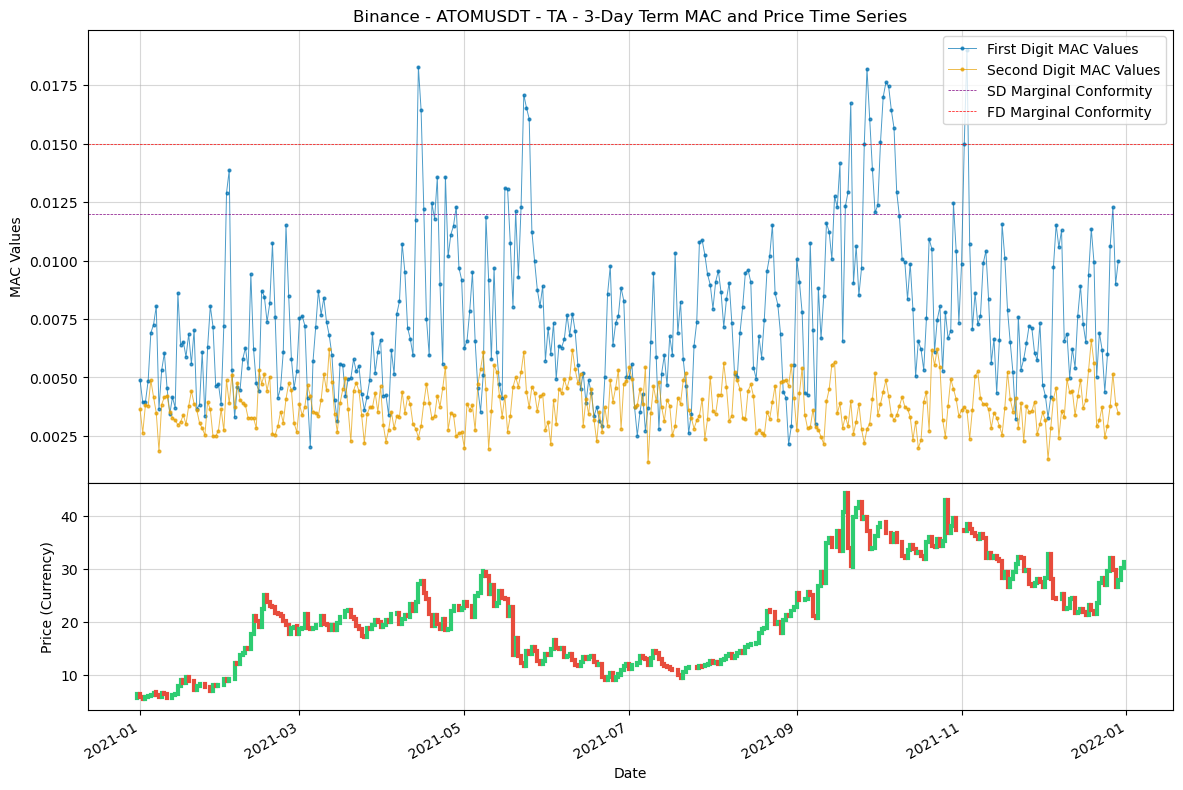 Binance - ATOMUSDT - TA - 3-Day Term MAC and Price Time Series
First Digit MAC Values
Second Digit MAC Values
SD Marginal Conformity
FD Marginal Conformity
MAC Values
0.0175
0.0150
0.0125
0.0100
0.0075
0.0050
0.0025
Price (Currency)
40
30
20
10
2021-01
2021-03
2021-05
2021-07
2021-09
2021-11
2022-01
Date